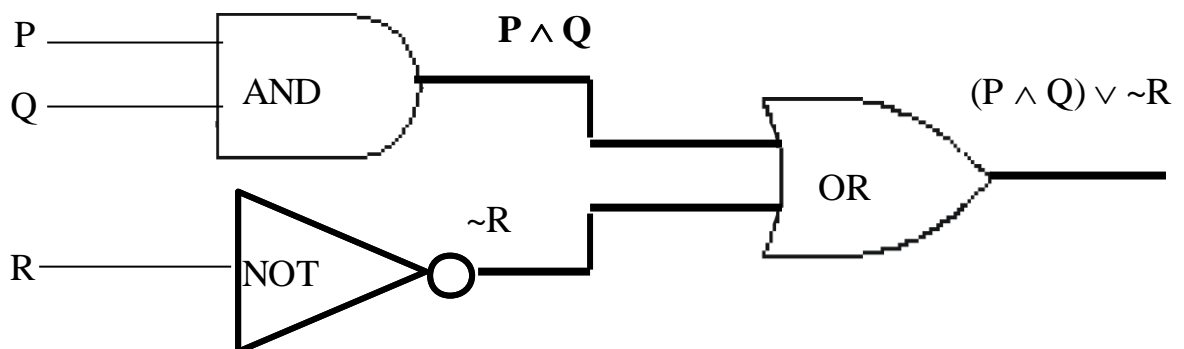 P
P ∧ Q
AND
Q
(P ∧ Q) ∨ ~R
OR
~R
R
NOT